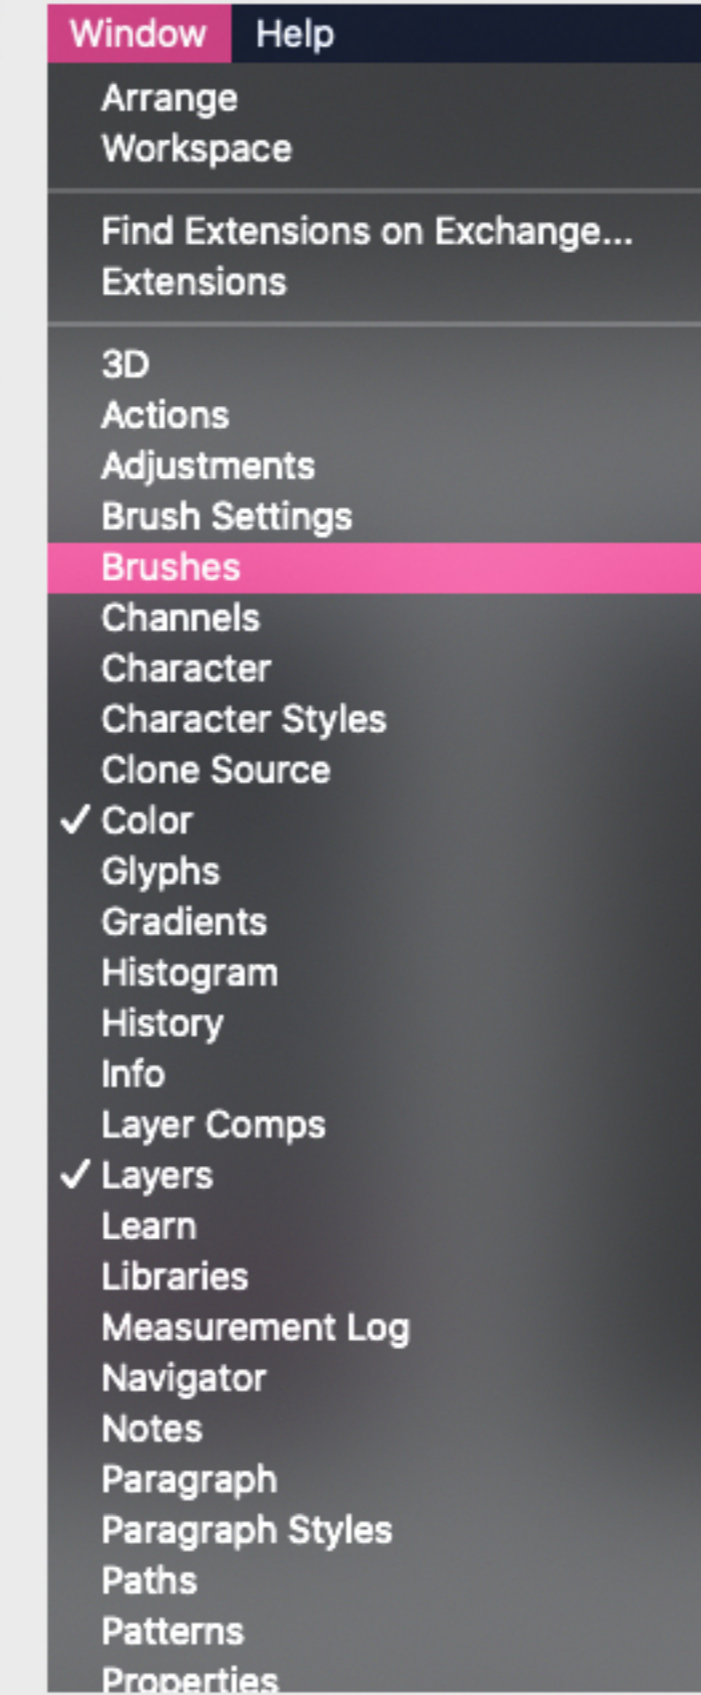 Window Help
Arrange
Workspace
Find Extensions on Exchange...
Extensions
3D
Actions
Adjustments
Brush Settings
Brushes
Channels
Character
Character Styles
Clone Source
✓ Color
Glyphs
Gradients
Histogram
History
Info
Layer Comps
✓ Layers
Learn
Libraries
Measurement Log
Navigator
Notes
Paragraph
Paragraph Styles
Paths
Patterns
Properties